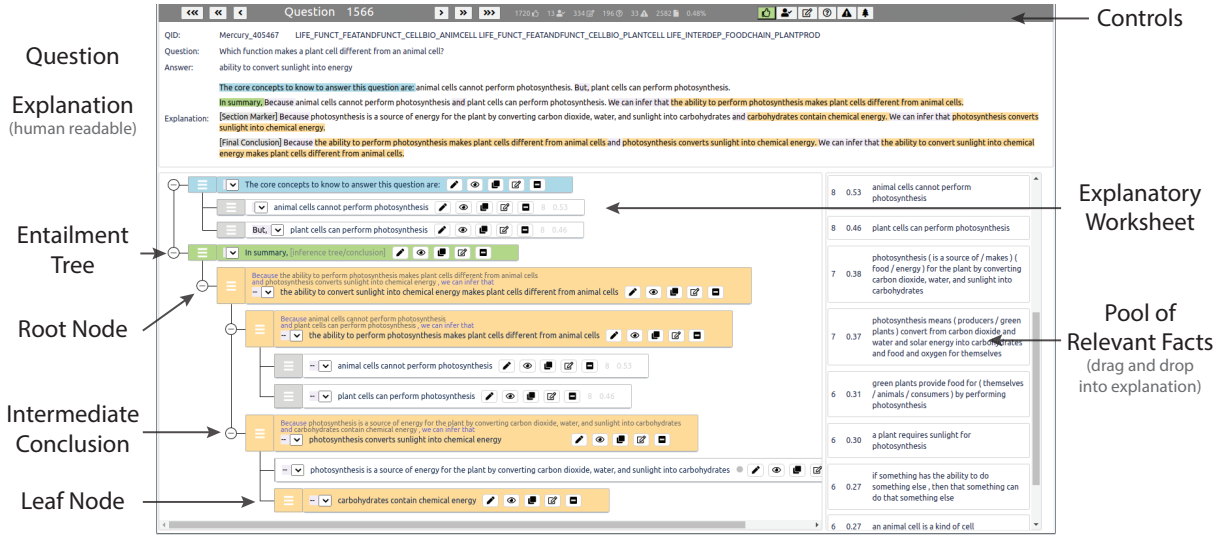 Question 1566 1720 13 334 196 33 2582 0.48%
Controls
QID: Mercury_405467 LIFE_FUNCT_FEATANDFUNCT_CELLBIO_ANIMCELL LIFE_FUNCT_FEATANDFUNCT_CELLBIO_PLANTCELL LIFE_INTERDEP_FOODCHAIN_PLANTPROD
Question
Question: Which function makes a plant cell different from an animal cell?
Answer: ability to convert sunlight into energy
Explanation
(human readable)
Explanation:
The core concepts to know to answer this question are: animal cells cannot perform photosynthesis. But, plant cells can perform photosynthesis.
In summary, Because animal cells cannot perform photosynthesis and plant cells can perform photosynthesis. We can infer that the ability to perform photosynthesis makes plant cells different from animal cells.
[Section Marker] Because photosynthesis is a source of energy for the plant by converting carbon dioxide, water, and sunlight into carbohydrates and carbohydrates contain chemical energy. We can infer that photosynthesis converts
sunlight into chemical energy.
[Final Conclusion] Because the ability to perform photosynthesis makes plant cells different from animal cells and photosynthesis converts sunlight into chemical energy. We can infer that the ability to convert sunlight into chemical
energy makes plant cells different from animal cells.
The core concepts to know to answer this question are:
animal cells cannot perform photosynthesis 8 0.53
But, plant cells can perform photosynthesis 8 0.46
Entailment
Tree
In summary, [inference tree/conclusion]
Because the ability to perform photosynthesis makes plant cells different from animal cells
and photosynthesis converts sunlight into chemical energy , we can infer that
-- the ability to convert sunlight into chemical energy makes plant cells different from animal cells
Root Node
Because animal cells cannot perform photosynthesis
and plant cells can perform photosynthesis , we can infer that
-- the ability to perform photosynthesis makes plant cells different from animal cells
-- animal cells cannot perform photosynthesis 8 0.53
-- plant cells can perform photosynthesis 8 0.46
Intermediate
Conclusion
Because photosynthesis is a source of energy for the plant by converting carbon dioxide, water, and sunlight into carbohydrates
and carbohydrates contain chemical energy , we can infer that
-- photosynthesis converts sunlight into chemical energy
-- photosynthesis is a source of energy for the plant by converting carbon dioxide, water, and sunlight into carbohydrates
Leaf Node
-- carbohydrates contain chemical energy
8 0.53 animal cells cannot perform
photosynthesis
8 0.46 plant cells can perform photosynthesis
photosynthesis ( is a source of / makes ) (
7 0.38 food / energy ) for the plant by converting
carbon dioxide, water, and sunlight into
carbohydrates
photosynthesis means ( producers / green
plants ) convert from carbon dioxide and
7 0.37 water and solar energy into carbohydrates
and food and oxygen for themselves
green plants provide food for ( themselves
6 0.31 / animals / consumers ) by performing
photosynthesis
6 0.30 a plant requires sunlight for
photosynthesis
if something has the ability to do
6 0.27 something else , then that something can
do that something else
6 0.27 an animal cell is a kind of cell
Explanatory
Worksheet
Pool of
Relevant Facts
(drag and drop
into explanation)